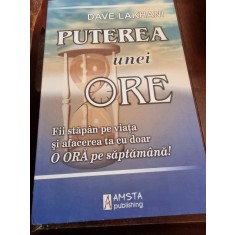 DAVE LAKHANI
PUTEREA
unei
ORE
Fii stăpân pe viața
și afacerea ta cu doar
O ORĂ pe săptămână!
AMSTA
publishing